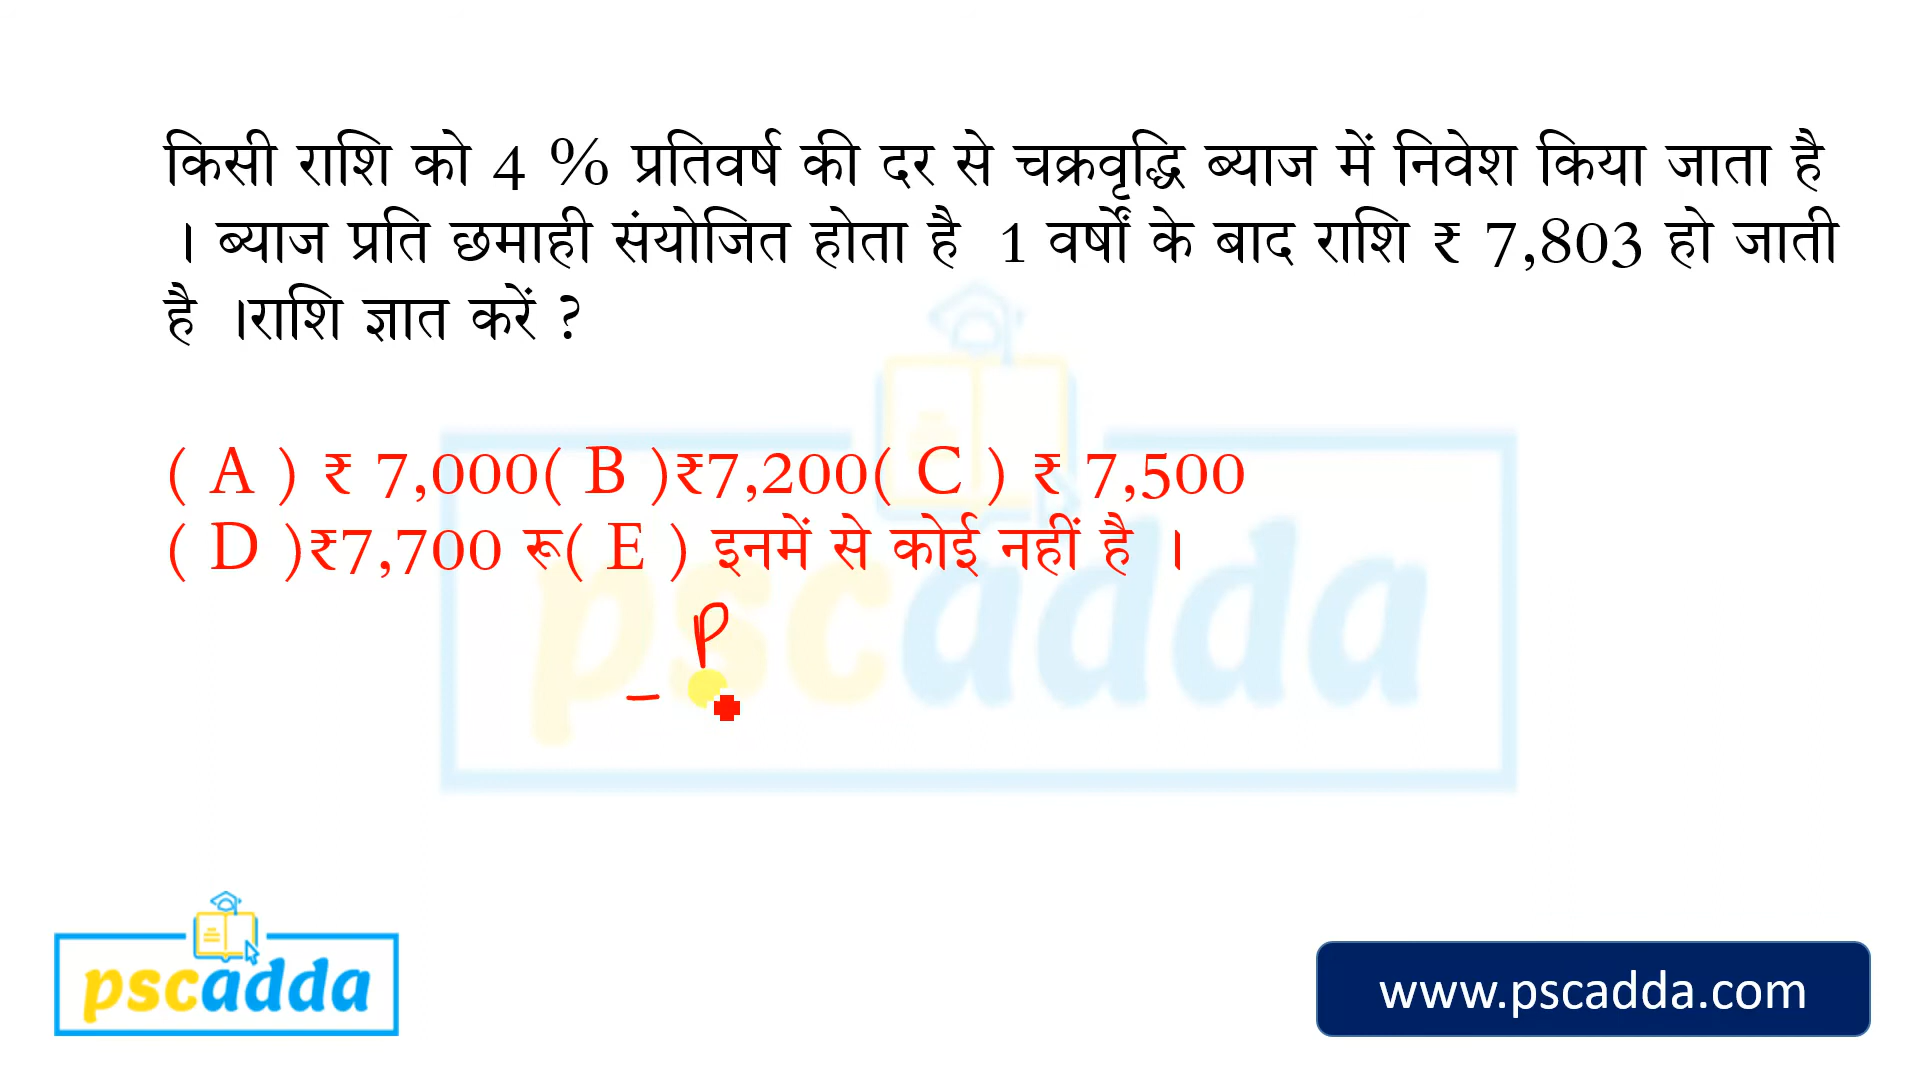 किसी राशि को 4 % प्रतिवर्ष की दर से चक्रवृद्धि ब्याज में निवेश किया जाता है
। ब्याज प्रति छमाही संयोजित होता है 1 वर्षों के बाद राशि ₹ 7,803 हो जाती
है ।राशि ज्ञात करें ?
( A ) ₹ 7,000( B )₹7,200( C ) ₹ 7,500
( D )₹7,700 रू( E ) इनमें से कोई नहीं है ।
P
–
pscadda
pscadda
www.pscadda.com